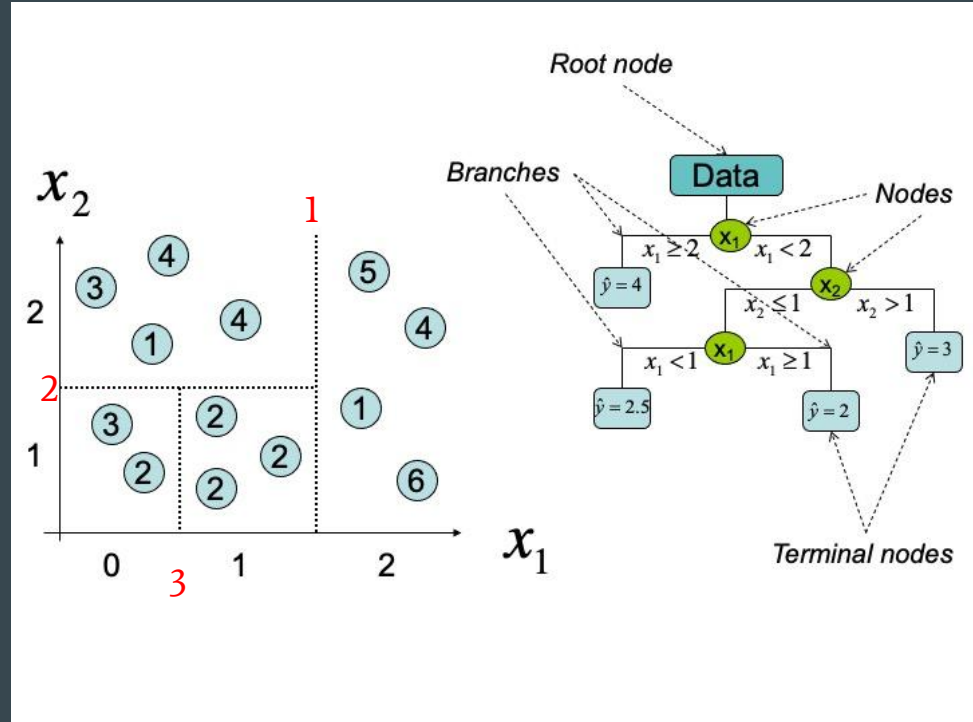 Root node
Branches
Data
Nodes
x₂
1
x₁
x₁ ≥ 2
x₁ < 2
4
3
5
ŷ = 4
x₂
2
4
4
x₂ ≤ 1
x₂ > 1
1
x₁
ŷ = 3
2
x₁ < 1
x₁ ≥ 1
3
2
1
ŷ = 2.5
ŷ = 2
1
2
2
2
6
x₁
Terminal nodes
0
1
2
3